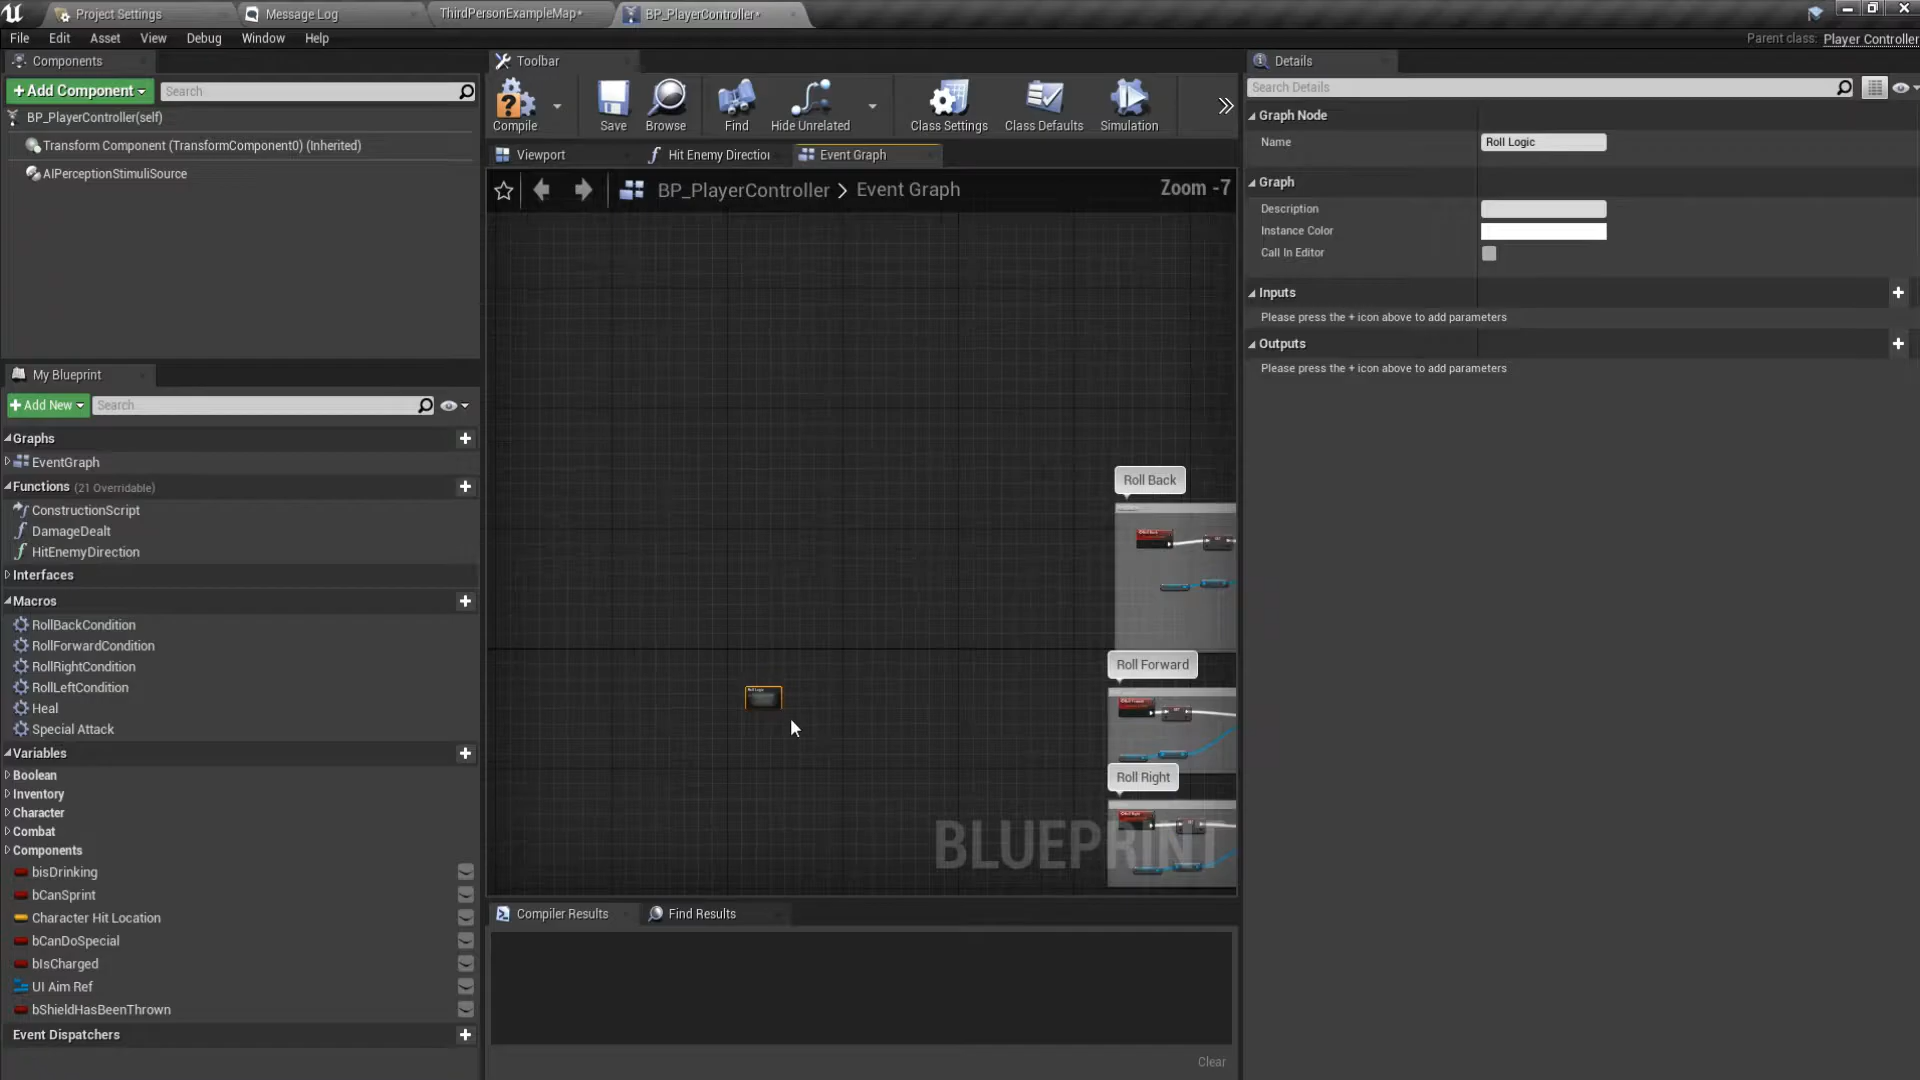 Project Settings
Message Log
ThirdPersonExampleMap*
BP_PlayerController*
File
Edit
Asset
View
Debug
Window
Help
Parent class: Player Controller
Components
+Add Component
Search
BP_PlayerController(self)
Transform Component (TransformComponent0) (Inherited)
AIPerceptionStimuliSource
My Blueprint
+Add New
Search
Graphs
EventGraph
Functions (21 Overridable)
ConstructionScript
DamageDealt
HitEnemyDirection
Interfaces
Macros
RollBackCondition
RollForwardCondition
RollRightCondition
RollLeftCondition
Heal
Special Attack
Variables
Boolean
Inventory
Character
Combat
Components
bisDrinking
bCanSprint
Character Hit Location
bCanDoSpecial
bIsCharged
UI Aim Ref
bShieldHasBeenThrown
Event Dispatchers
Toolbar
Compile
Save
Browse
Find
Hide Unrelated
Class Settings
Class Defaults
Simulation
Viewport
Hit Enemy Directio
Event Graph
BP_PlayerController > Event Graph
Zoom -7
Roll Back
Roll Logic
Roll Forward
Roll Right
BLUEPRINT
Compiler Results
Find Results
Clear
Details
Search Details
Graph Node
Name
Roll Logic
Graph
Description
Instance Color
Call In Editor
Inputs
Please press the + icon above to add parameters
Outputs
Please press the + icon above to add parameters